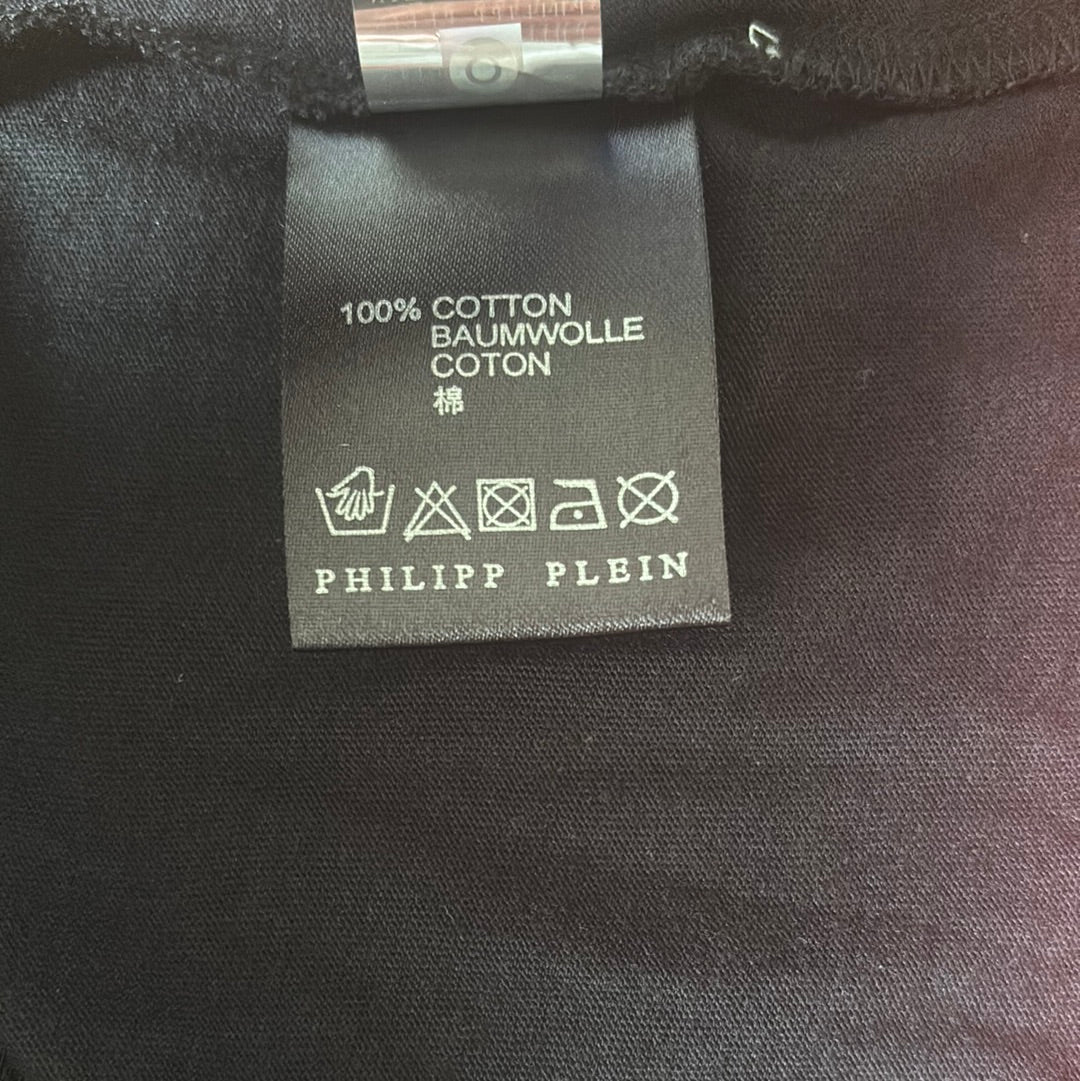 100% COTTON
BAUMWOLLE
COTON
棉
PHILIPP PLEIN